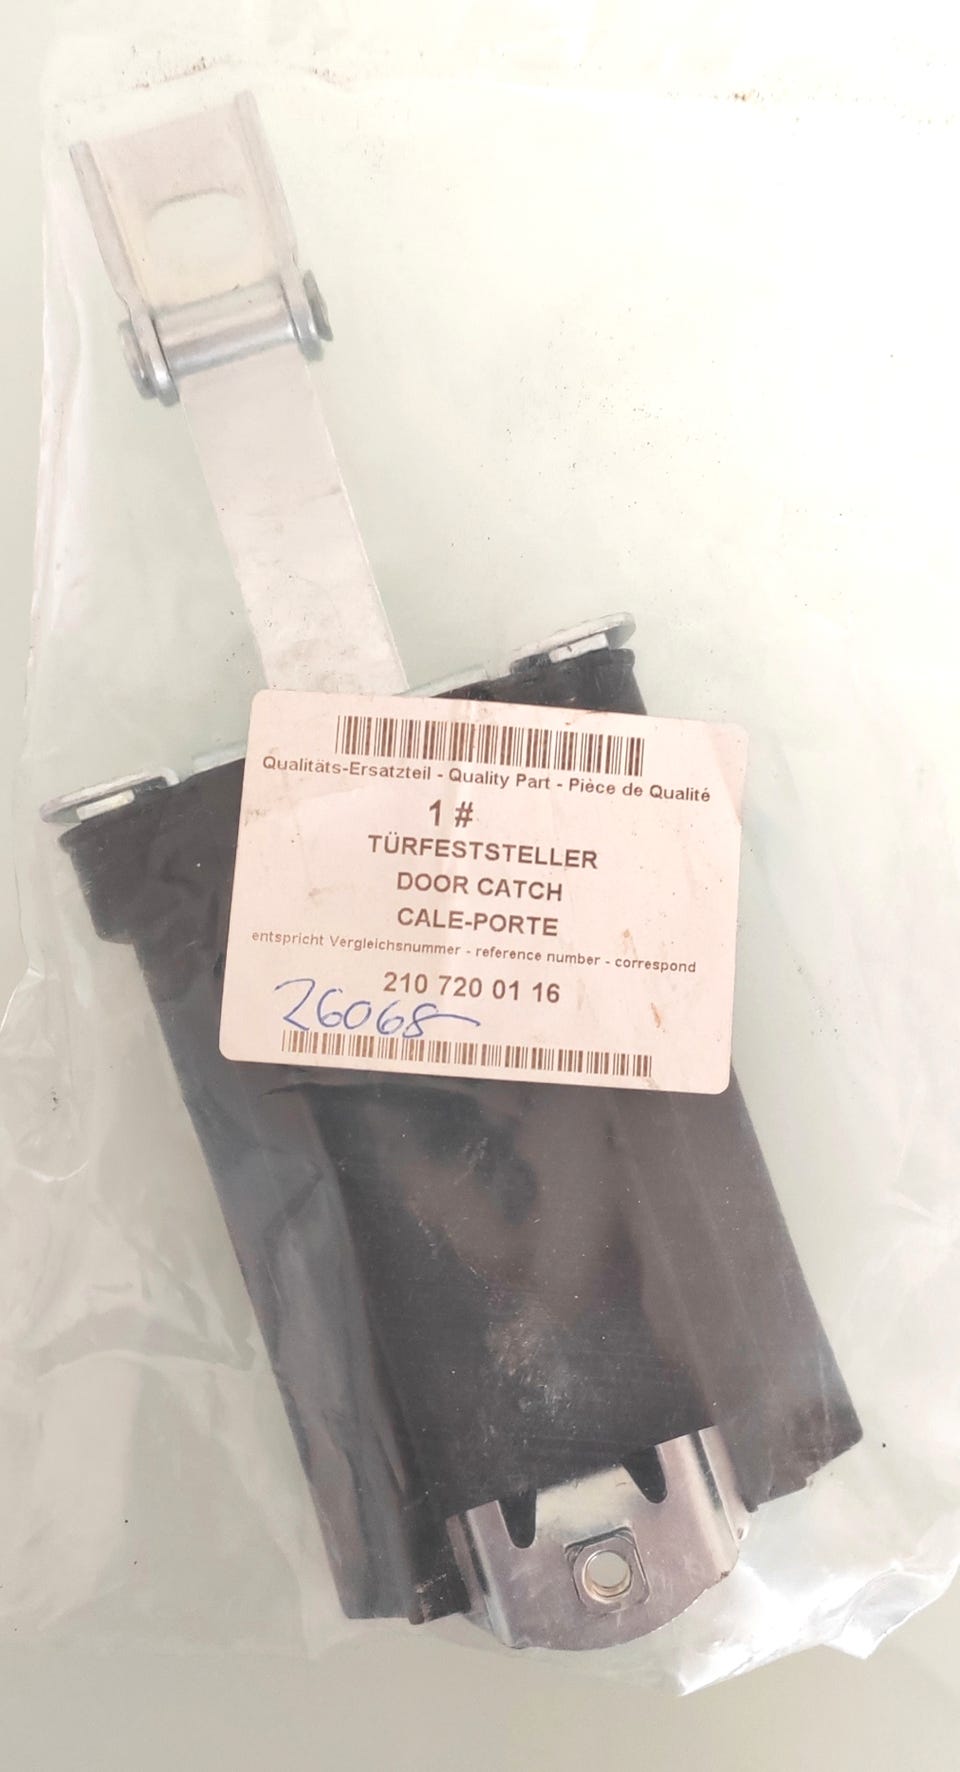 Qualitäts-Ersatzteil - Quality Part - Pièce de Qualité
1 #
TÜRFESTSTELLER
DOOR CATCH
CALE-PORTE
entspricht Vergleichsnummer - reference number - correspond
210 720 01 16
26068